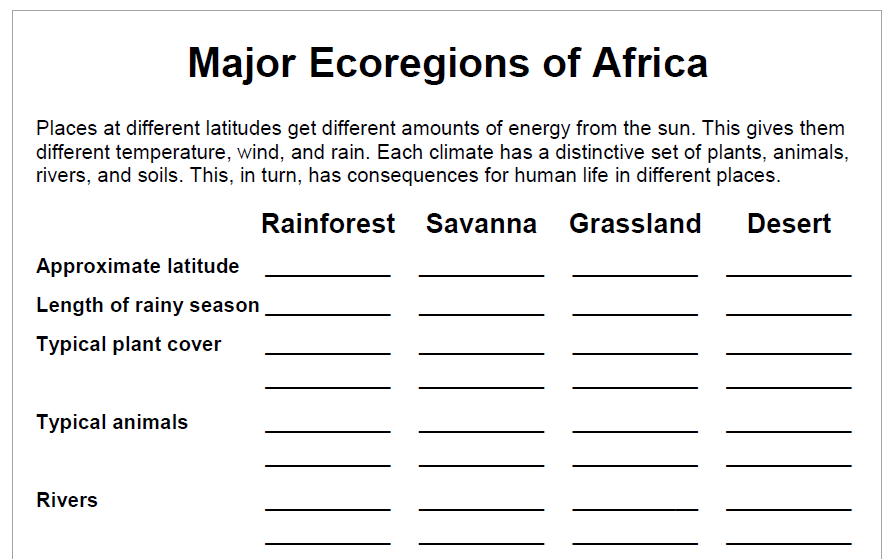 Major Ecoregions of Africa
Places at different latitudes get different amounts of energy from the sun. This gives them
different temperature, wind, and rain. Each climate has a distinctive set of plants, animals,
rivers, and soils. This, in turn, has consequences for human life in different places.
Rainforest Savanna Grassland Desert
Approximate latitude
Length of rainy season
Typical plant cover
Typical animals
Rivers